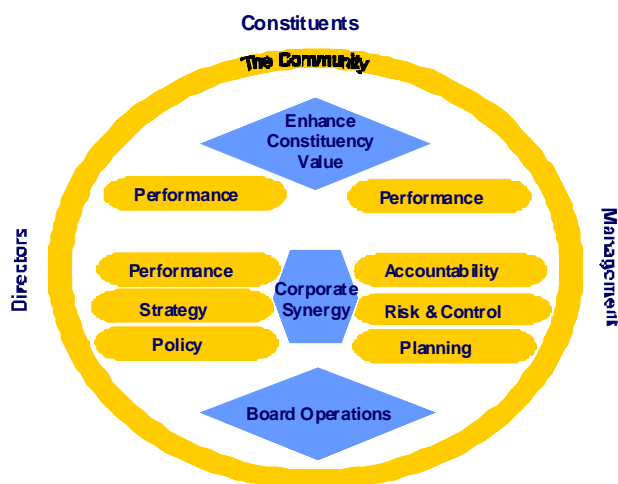 Constituents
The Community
Enhance
Constituency
Value
Performance
Performance
Directors
Management
Performance
Accountability
Corporate
Synergy
Strategy
Risk & Control
Policy
Planning
Board Operations